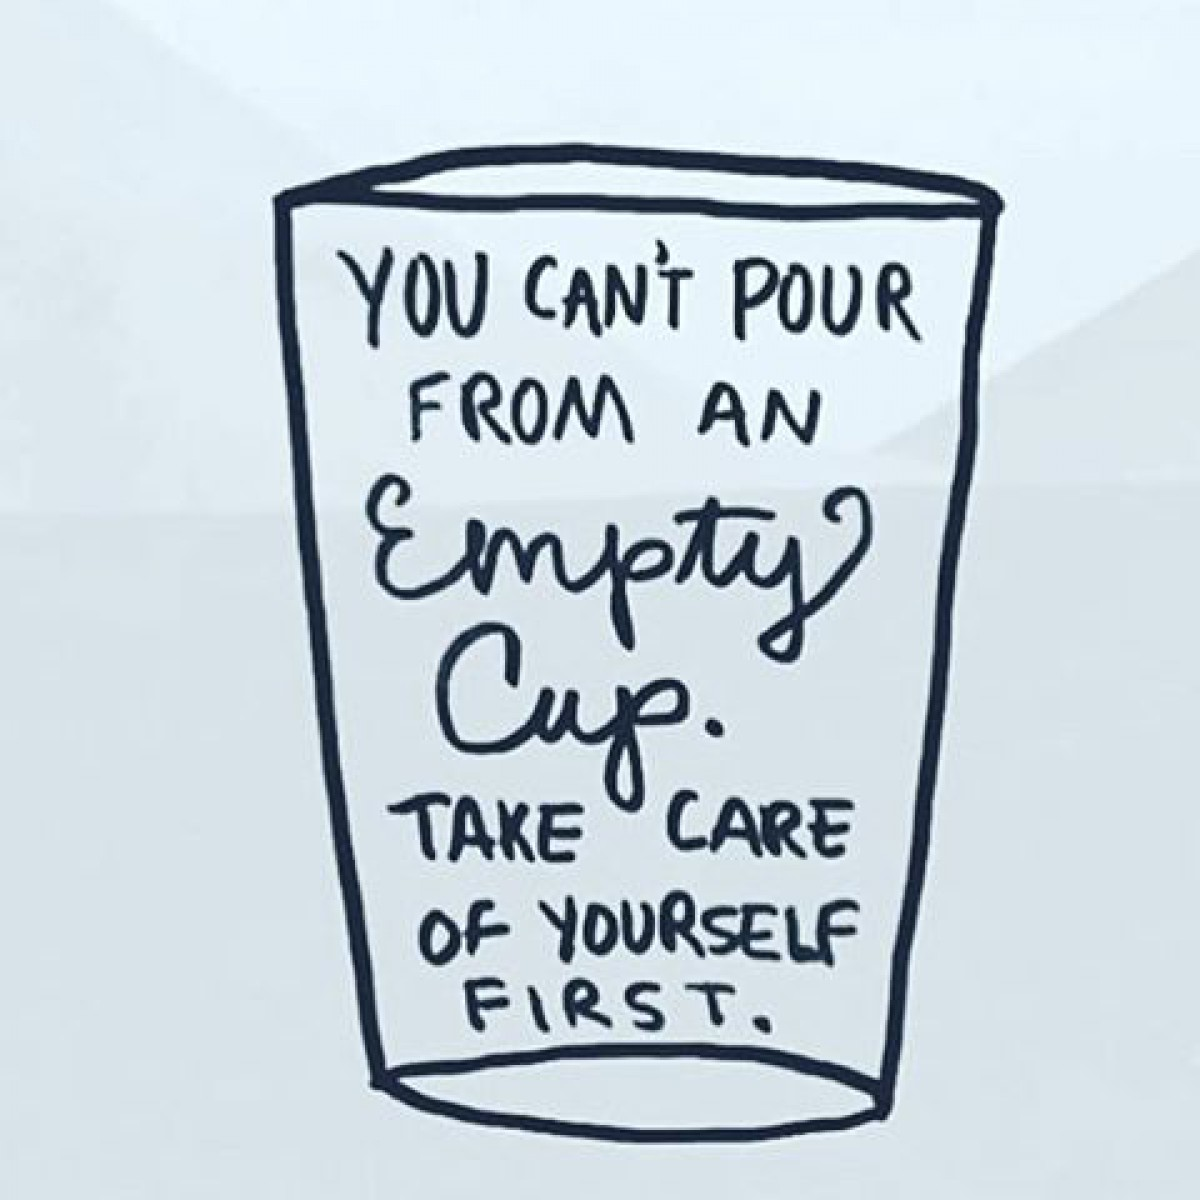 YOU CAN'T POUR
FROM AN
Empty
Cup.
TAKE CARE
OF YOURSELF
FIRST.